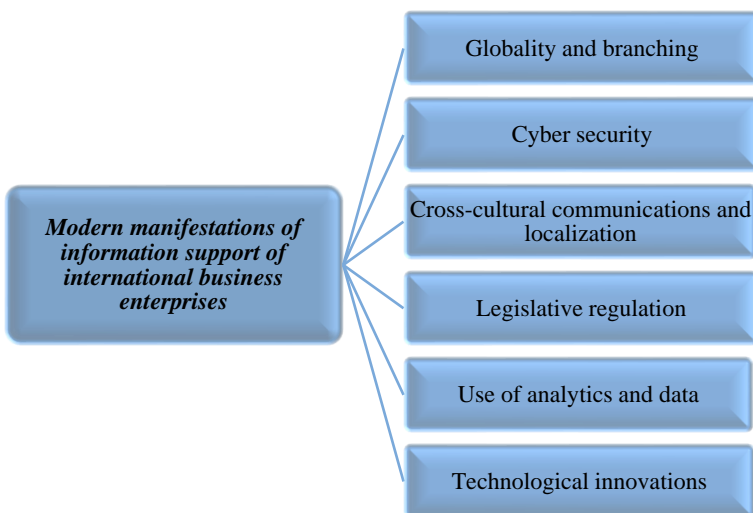 Globality and branching
Cyber security
Modern manifestations of
information support of
international business
enterprises
Cross-cultural communications and
localization
Legislative regulation
Use of analytics and data
Technological innovations